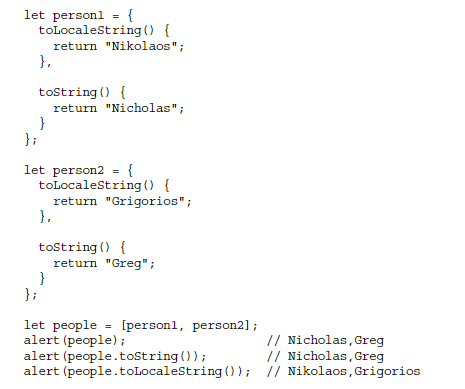 let person1 = {
  toLocaleString() {
    return "Nikolaos";
  },

  toString() {
    return "Nicholas";
  }
};

let person2 = {
  toLocaleString() {
    return "Grigorios";
  },

  toString() {
    return "Greg";
  }
};

let people = [person1, person2];
alert(people);                   // Nicholas,Greg
alert(people.toString());        // Nicholas,Greg
alert(people.toLocaleString());  // Nikolaos,Grigorios